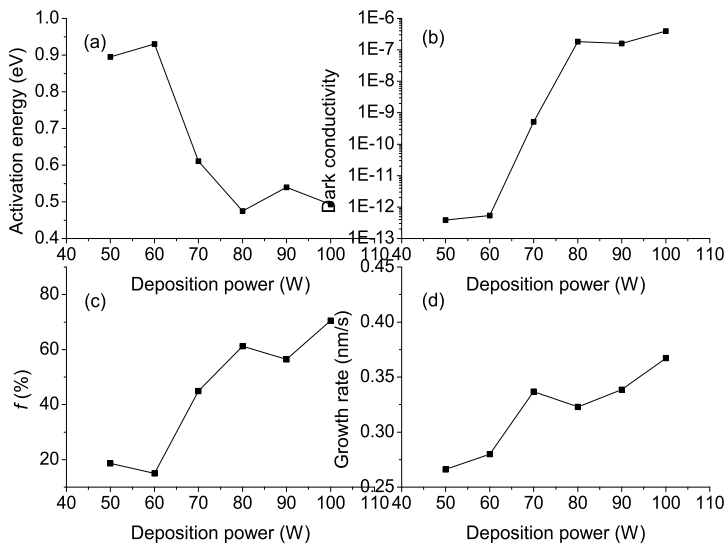 (a)
Activation energy (eV)
1.0
0.9
0.8
0.7
0.6
0.5
0.4
40 50 60 70 80 90 100 110
Deposition power (W)
(b)
Dark conductivity
1E-6
1E-7
1E-8
1E-9
1E-10
1E-11
1E-12
1E-13
40 50 60 70 80 90 100 110
Deposition power (W)
(c)
f (%)
80
60
40
20
40 50 60 70 80 90 100 110
Deposition power (W)
(d)
Growth rate (nm/s)
0.45
0.40
0.35
0.30
0.25
40 50 60 70 80 90 100 110
Deposition power (W)